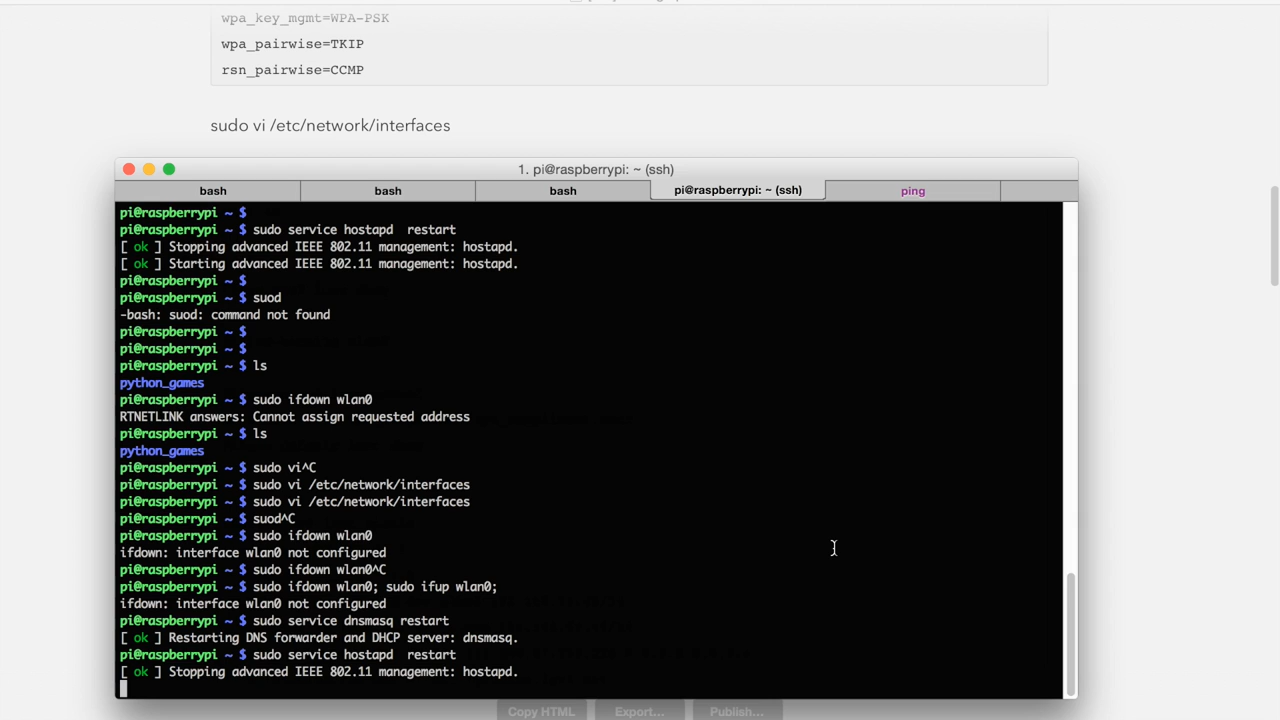 wpa_key_mgmt=WPA-PSK
wpa_pairwise=TKIP
rsn_pairwise=CCMP
sudo vi /etc/network/interfaces
1. pi@raspberrypi: ~ (ssh)
bash bash bash pi@raspberrypi: ~ (ssh) ping
pi@raspberrypi ~ $
pi@raspberrypi ~ $ sudo service hostapd  restart
[ ok ] Stopping advanced IEEE 802.11 management: hostapd.
[ ok ] Starting advanced IEEE 802.11 management: hostapd.
pi@raspberrypi ~ $
pi@raspberrypi ~ $ suod
-bash: suod: command not found
pi@raspberrypi ~ $
pi@raspberrypi ~ $
pi@raspberrypi ~ $ ls
python_games
pi@raspberrypi ~ $ sudo ifdown wlan0
RTNETLINK answers: Cannot assign requested address
pi@raspberrypi ~ $ ls
python_games
pi@raspberrypi ~ $ sudo vi^C
pi@raspberrypi ~ $ sudo vi /etc/network/interfaces
pi@raspberrypi ~ $ sudo vi /etc/network/interfaces
pi@raspberrypi ~ $ suod^C
pi@raspberrypi ~ $ sudo ifdown wlan0
ifdown: interface wlan0 not configured
pi@raspberrypi ~ $ sudo ifdown wlan0^C
pi@raspberrypi ~ $ sudo ifdown wlan0; sudo ifup wlan0;
ifdown: interface wlan0 not configured
pi@raspberrypi ~ $ sudo service dnsmasq restart
[ ok ] Restarting DNS forwarder and DHCP server: dnsmasq.
pi@raspberrypi ~ $ sudo service hostapd  restart
[ ok ] Stopping advanced IEEE 802.11 management: hostapd.
Copy HTML Export... Publish...